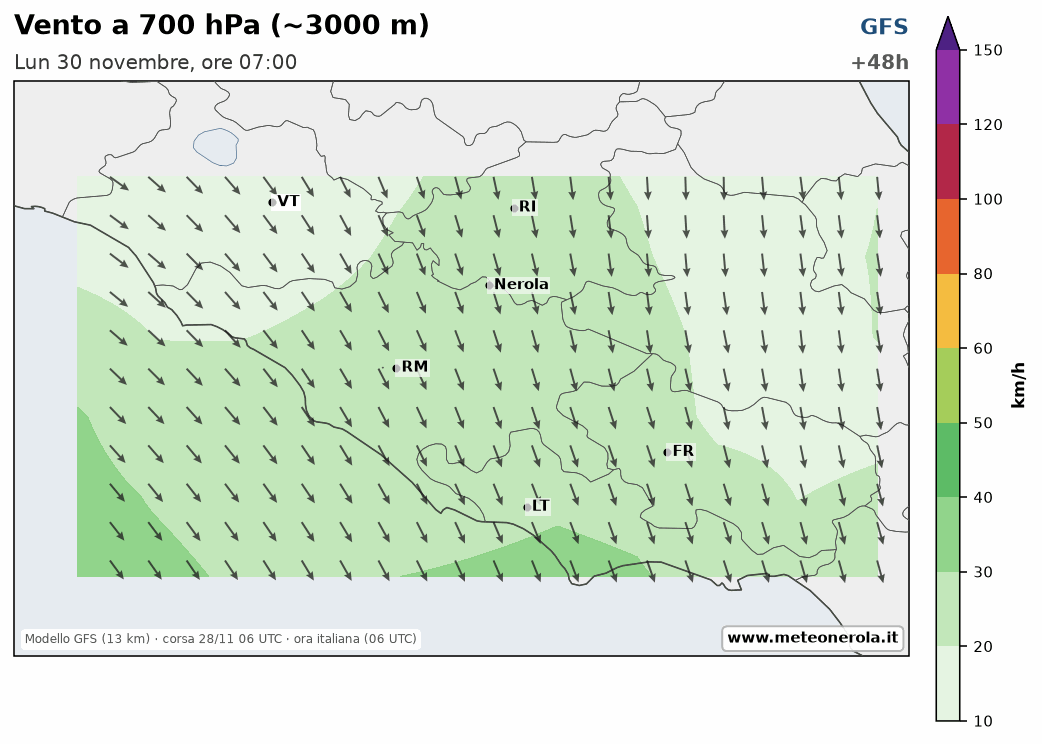 Vento a 700 hPa (~3000 m)
GFS
Lun 30 novembre, ore 07:00
+48h
VT
RI
Nerola
RM
FR
LT
Modello GFS (13 km) · corsa 28/11 06 UTC · ora italiana (06 UTC)
www.meteonerola.it
150
120
100
80
60
50
40
30
20
10
km/h